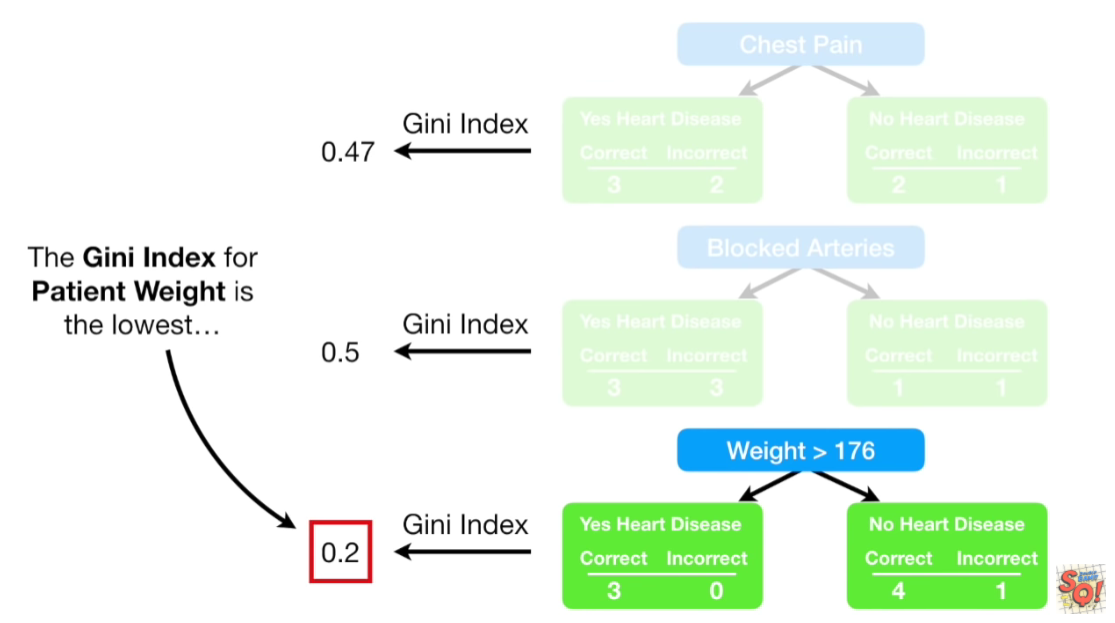 Chest Pain
Gini Index
0.47
Yes Heart Disease
Correct Incorrect
3 2
No Heart Disease
Correct Incorrect
2 1
The Gini Index for
Patient Weight is
the lowest...
Blocked Arteries
Gini Index
0.5
Yes Heart Disease
Correct Incorrect
3 3
No Heart Disease
Correct Incorrect
1 1
Weight > 176
Gini Index
0.2
Yes Heart Disease
Correct Incorrect
3 0
No Heart Disease
Correct Incorrect
4 1
SQ!